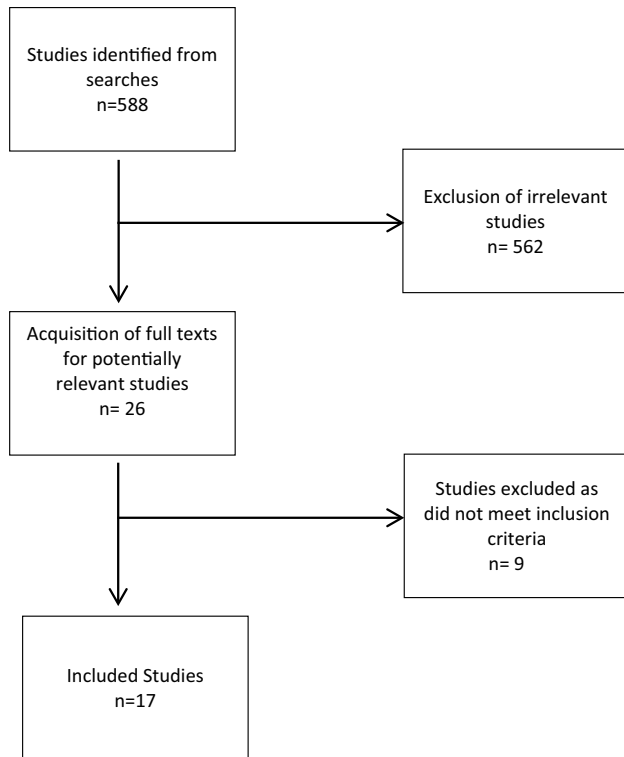 Studies identified from
searches
n=588
Exclusion of irrelevant
studies
n= 562
Acquisition of full texts
for potentially
relevant studies
n= 26
Studies excluded as
did not meet inclusion
criteria
n= 9
Included Studies
n=17